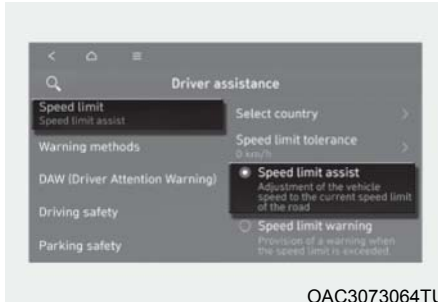 Driver assistance
Speed limit
Speed limit assist
Warning methods
DAW (Driver Attention Warning)
Driving safety
Parking safety
Select country
Speed limit tolerance
0 km/h
Speed limit assist
Adjustment of the vehicle
speed to the current speed limit
of the road
Speed limit warning
Provision of a warning when
the speed limit is exceeded.
OAC3073064TU